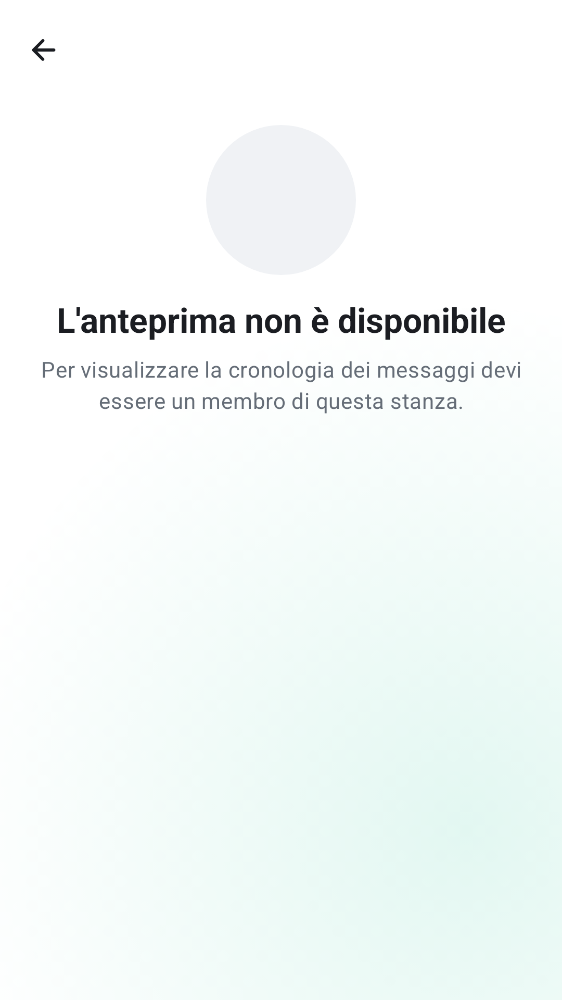 L'anteprima non è disponibile
Per visualizzare la cronologia dei messaggi devi
essere un membro di questa stanza.